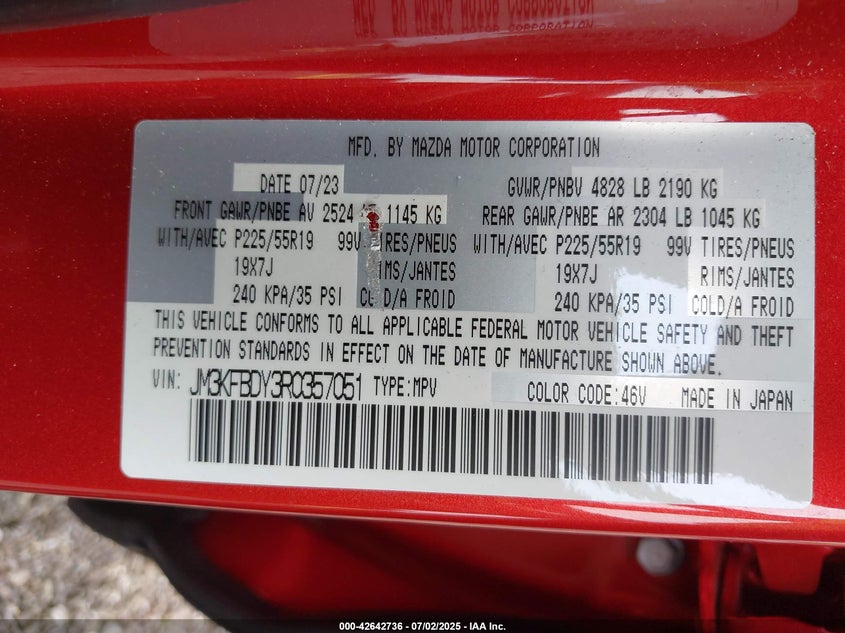 MFD. BY MAZDA MOTOR CORPORATION
DATE 07/23 GVWR/PNBV 4828 LB 2190 KG
FRONT GAWR/PNBE AV 2524 1145 KG REAR GAWR/PNBE AR 2304 LB 1045 KG
WITH/AVEC P225/55R19 99V TIRES/PNEUS WITH/AVEC P225/55R19 99V TIRES/PNEUS
19X7J IMS/JANTES 19X7J RIMS/JANTES
240 KPA/35 PSI COLD/A FROID 240 KPA/35 PSI COLD/A FROID
THIS VEHICLE CONFORMS TO ALL APPLICABLE FEDERAL MOTOR VEHICLE SAFETY AND THEFT
PREVENTION STANDARDS IN EFFECT ON THE DATE OF MANUFACTURE SHOWN ABOVE.
VIN: JM3KFBDY3R0357051 TYPE:MPV COLOR CODE:46V MADE IN JAPAN
000-42642736 - 07/02/2025 - IAA Inc.